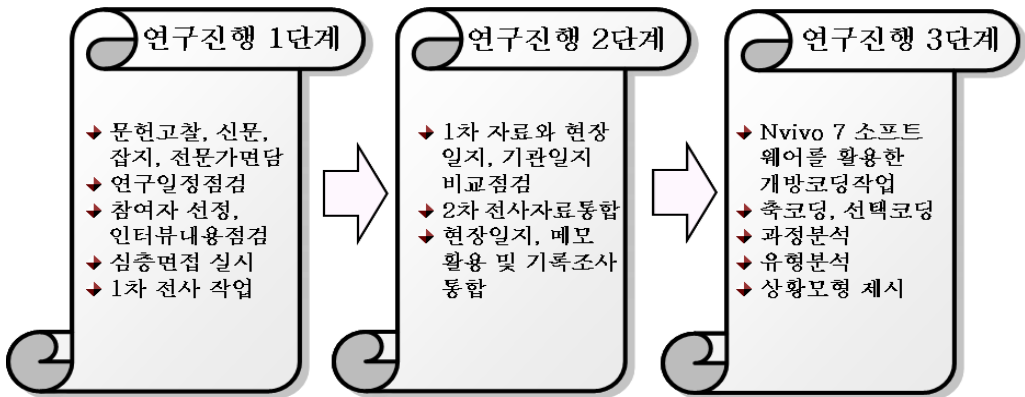 연구진행 1단계
문헌고찰, 신문,
잡지, 전문가면담
연구일정점검
참여자 선정,
인터뷰내용점검
심층면접 실시
1차 전사 작업
연구진행 2단계
1차 자료와 현장
일지, 기관일지
비교점검
2차 전사자료통합
현장일지, 메모
활용 및 기록조사
통합
연구진행 3단계
Nvivo 7 소프트
웨어를 활용한
개방코딩작업
축코딩, 선택코딩
과정분석
유형분석
상황모형 제시